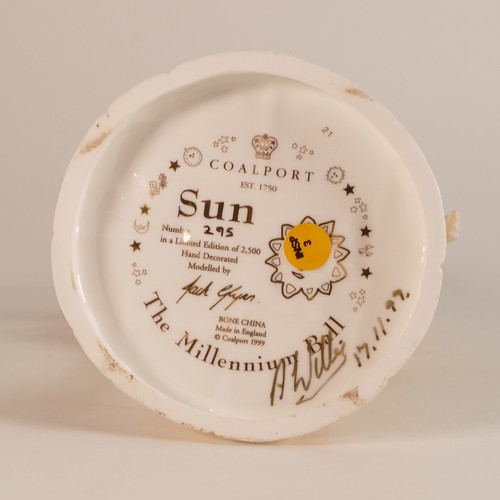 21
COALPORT
EST. 1750
Sun
Number 295
in a Limited Edition of 2,500
Hand Decorated
Modelled by
BONE CHINA
Made in England
© Coalport 1999
The Millennium Ball
3
17.11.99.